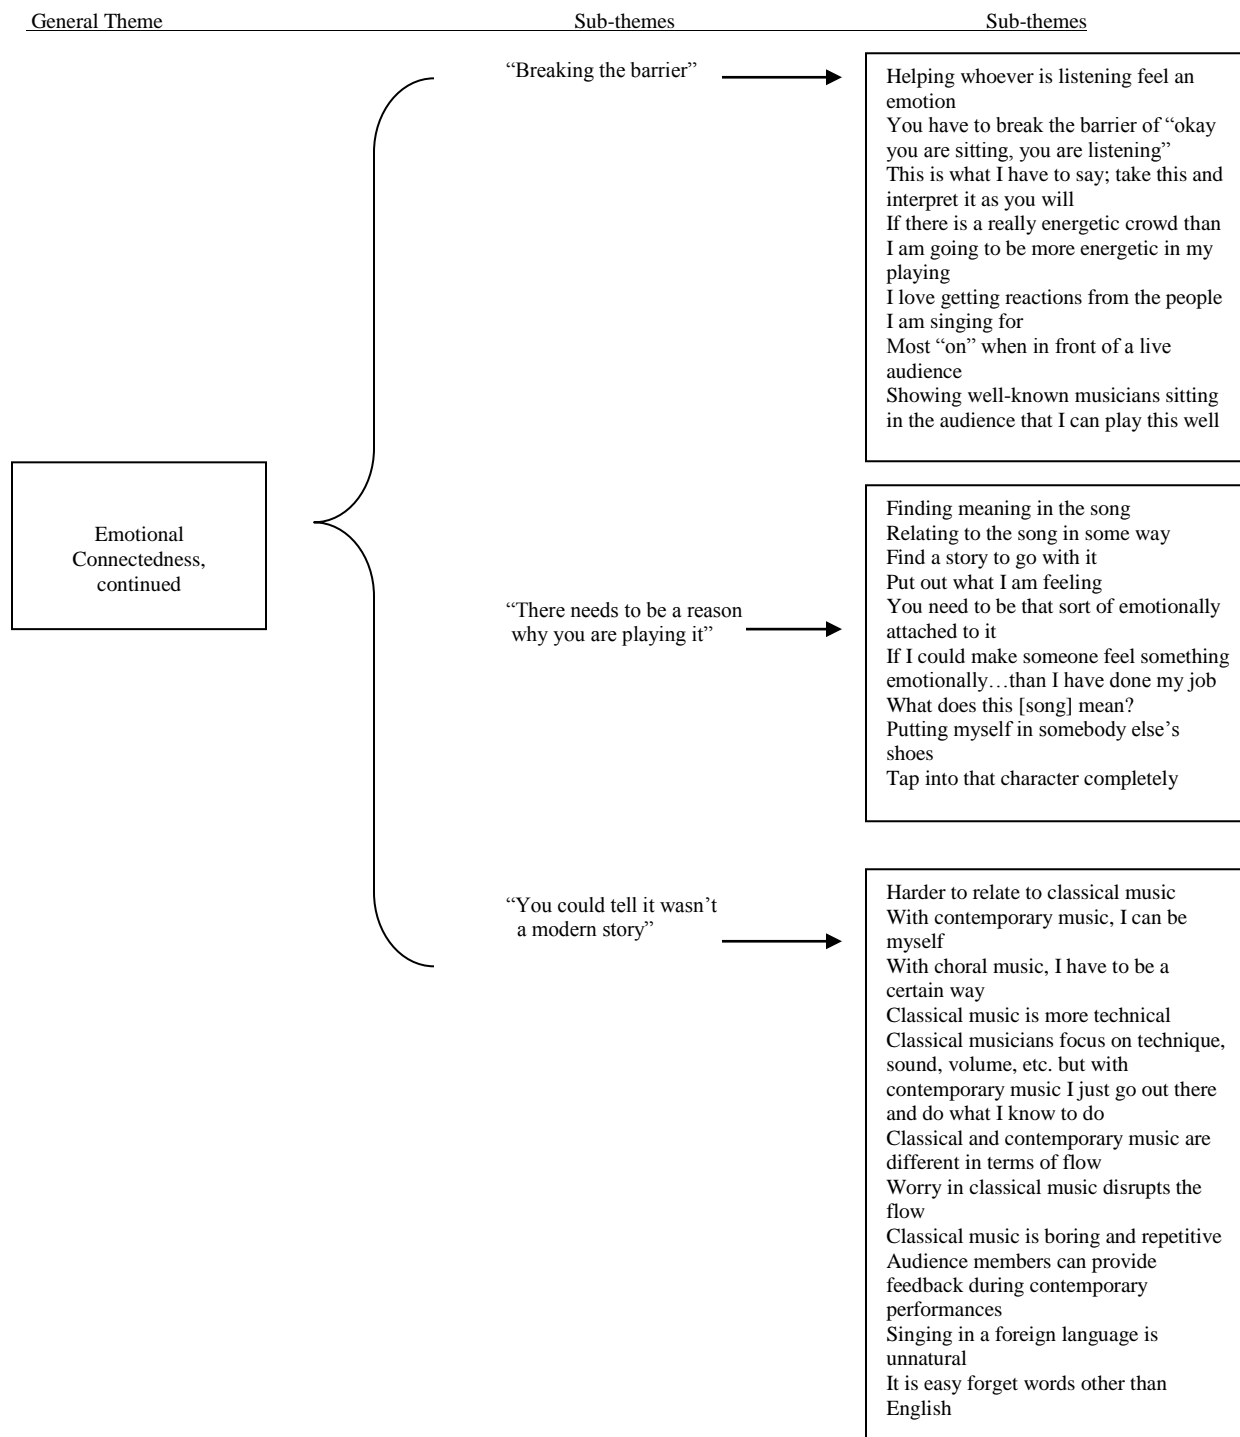 General Theme Sub-themes Sub-themes
“Breaking the barrier”
Helping whoever is listening feel an
emotion
You have to break the barrier of “okay
you are sitting, you are listening”
This is what I have to say; take this and
interpret it as you will
If there is a really energetic crowd than
I am going to be more energetic in my
playing
I love getting reactions from the people
I am singing for
Most “on” when in front of a live
audience
Showing well-known musicians sitting
in the audience that I can play this well
Emotional
Connectedness,
continued
“There needs to be a reason
why you are playing it”
Finding meaning in the song
Relating to the song in some way
Find a story to go with it
Put out what I am feeling
You need to be that sort of emotionally
attached to it
If I could make someone feel something
emotionally…than I have done my job
What does this [song] mean?
Putting myself in somebody else’s
shoes
Tap into that character completely
“You could tell it wasn’t
a modern story”
Harder to relate to classical music
With contemporary music, I can be
myself
With choral music, I have to be a
certain way
Classical music is more technical
Classical musicians focus on technique,
sound, volume, etc. but with
contemporary music I just go out there
and do what I know to do
Classical and contemporary music are
different in terms of flow
Worry in classical music disrupts the
flow
Classical music is boring and repetitive
Audience members can provide
feedback during contemporary
performances
Singing in a foreign language is
unnatural
It is easy forget words other than
English